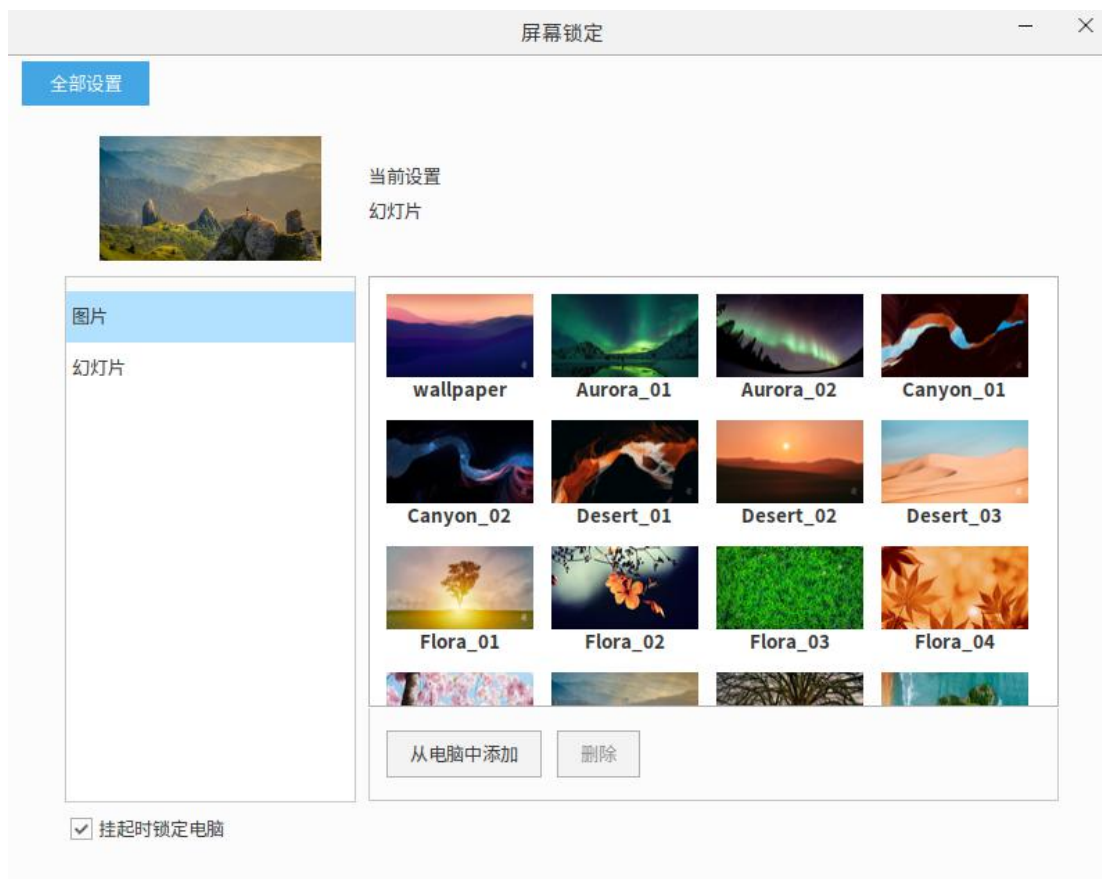 屏幕锁定
全部设置
当前设置
幻灯片
图片
幻灯片
wallpaper Aurora_01 Aurora_02 Canyon_01
Canyon_02 Desert_01 Desert_02 Desert_03
Flora_01 Flora_02 Flora_03 Flora_04
从电脑中添加 删除
挂起时锁定电脑